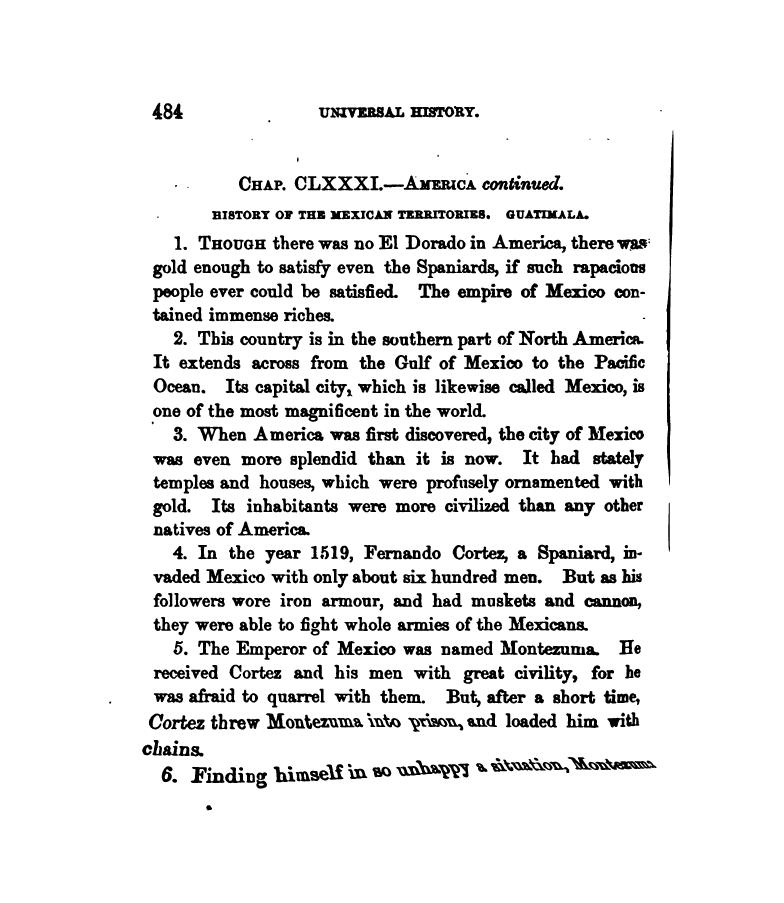 484 UNIVERSAL HISTORY.
CHAP. CLXXXI.—AMERICA continued.
HISTORY OF THE MEXICAN TERRITORIES. GUATIMALA.
1. THOUGH there was no El Dorado in America, there was
gold enough to satisfy even the Spaniards, if such rapacious
people ever could be satisfied. The empire of Mexico con-
tained immense riches.
2. This country is in the southern part of North America.
It extends across from the Gulf of Mexico to the Pacific
Ocean. Its capital city, which is likewise called Mexico, is
one of the most magnificent in the world.
3. When America was first discovered, the city of Mexico
was even more splendid than it is now. It had stately
temples and houses, which were profusely ornamented with
gold. Its inhabitants were more civilized than any other
natives of America.
4. In the year 1519, Fernando Cortez, a Spaniard, in-
vaded Mexico with only about six hundred men. But as his
followers wore iron armour, and had muskets and cannon,
they were able to fight whole armies of the Mexicans.
5. The Emperor of Mexico was named Montezuma. He
received Cortez and his men with great civility, for he
was afraid to quarrel with them. But, after a short time,
Cortez threw Montezuma into prison, and loaded him with
chains.
6. Finding himself in so unhappy a situation, Montezuma